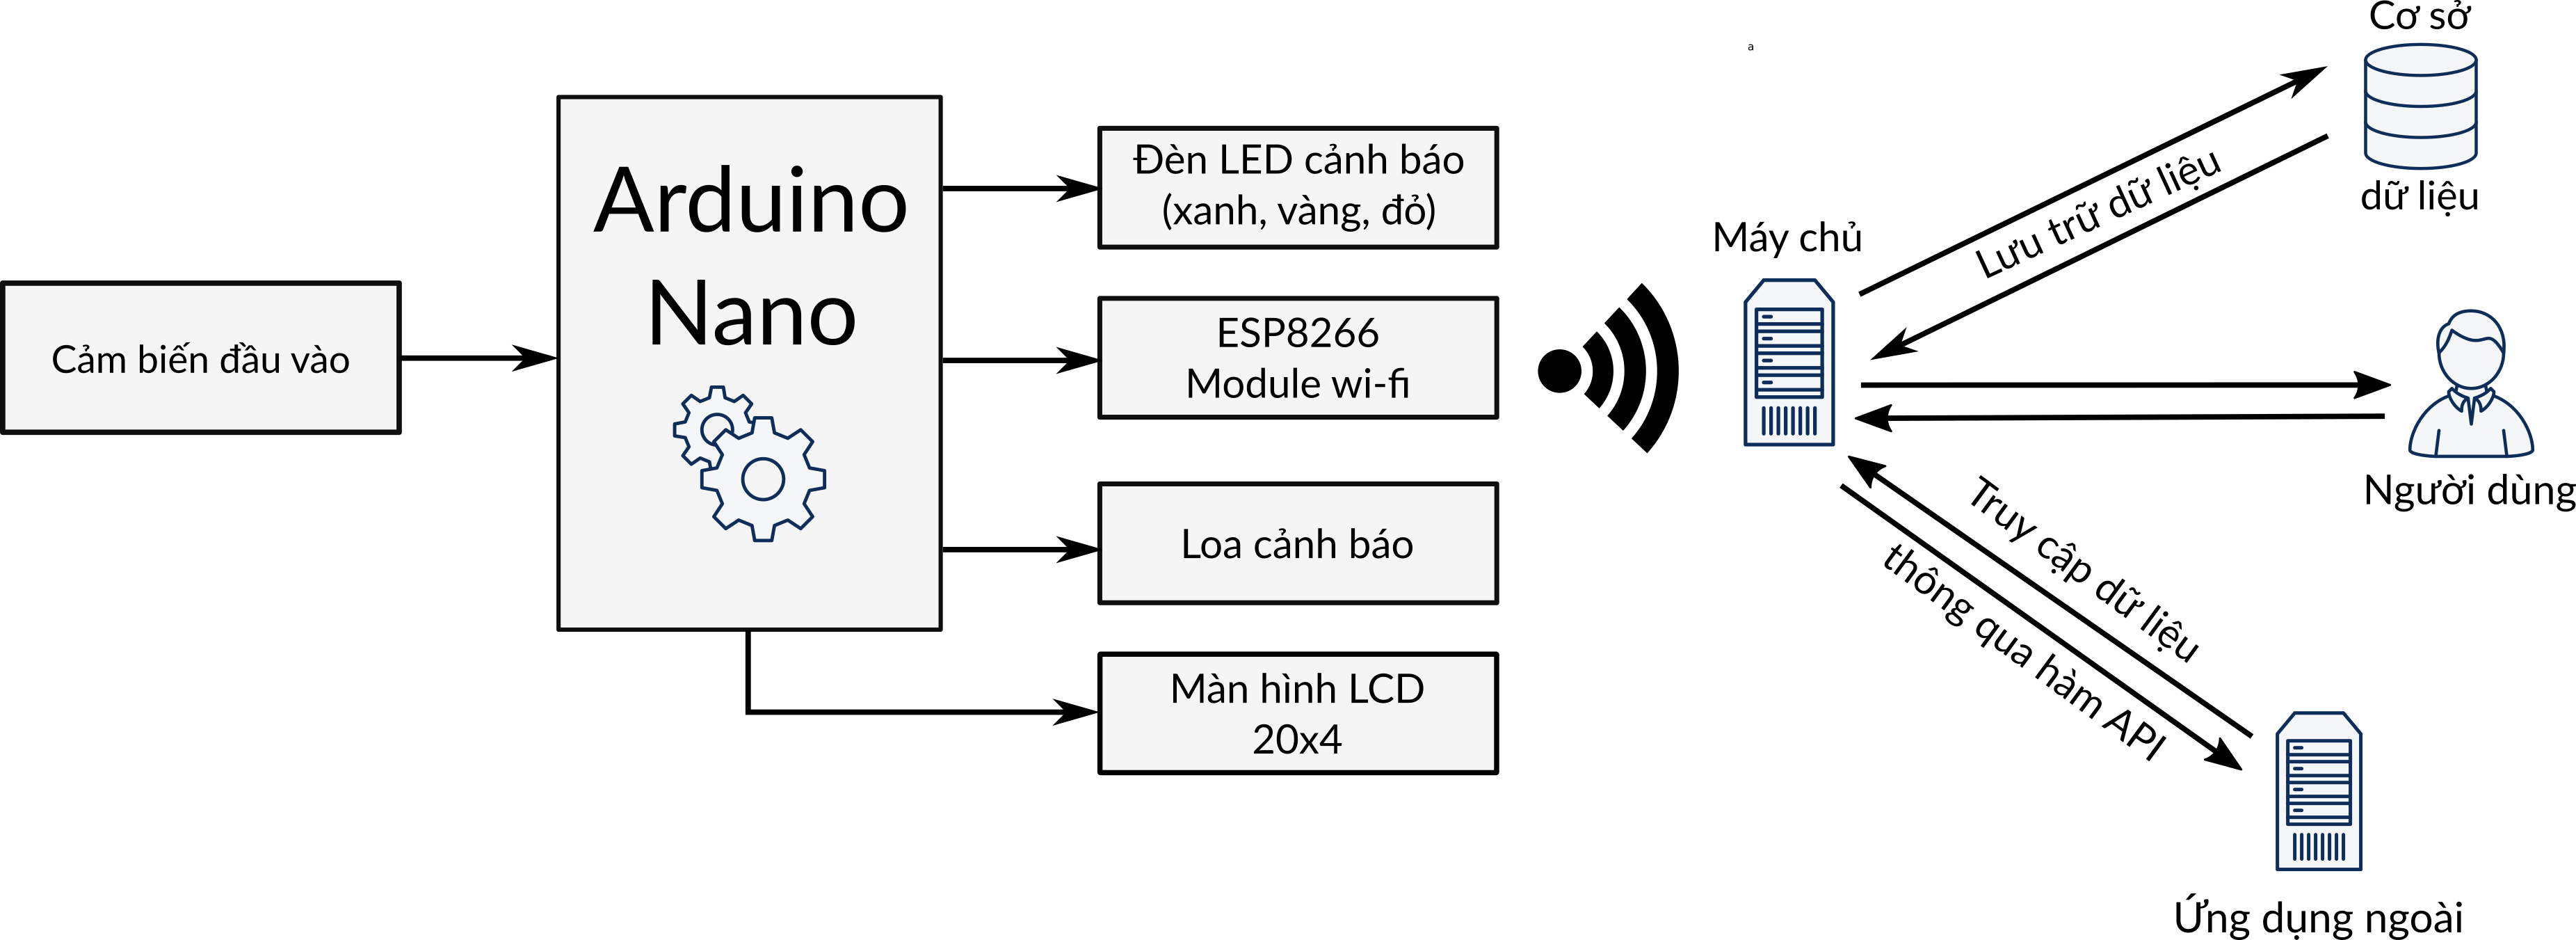 Cảm biến đầu vào
Arduino
Nano
Đèn LED cảnh báo
(xanh, vàng, đỏ)
ESP8266
Module wi-fi
Loa cảnh báo
Màn hình LCD
20x4
a
Máy chủ
Lưu trữ dữ liệu
Cơ sở
dữ liệu
Người dùng
Truy cập dữ liệu
thông qua hàm API
Ứng dụng ngoài